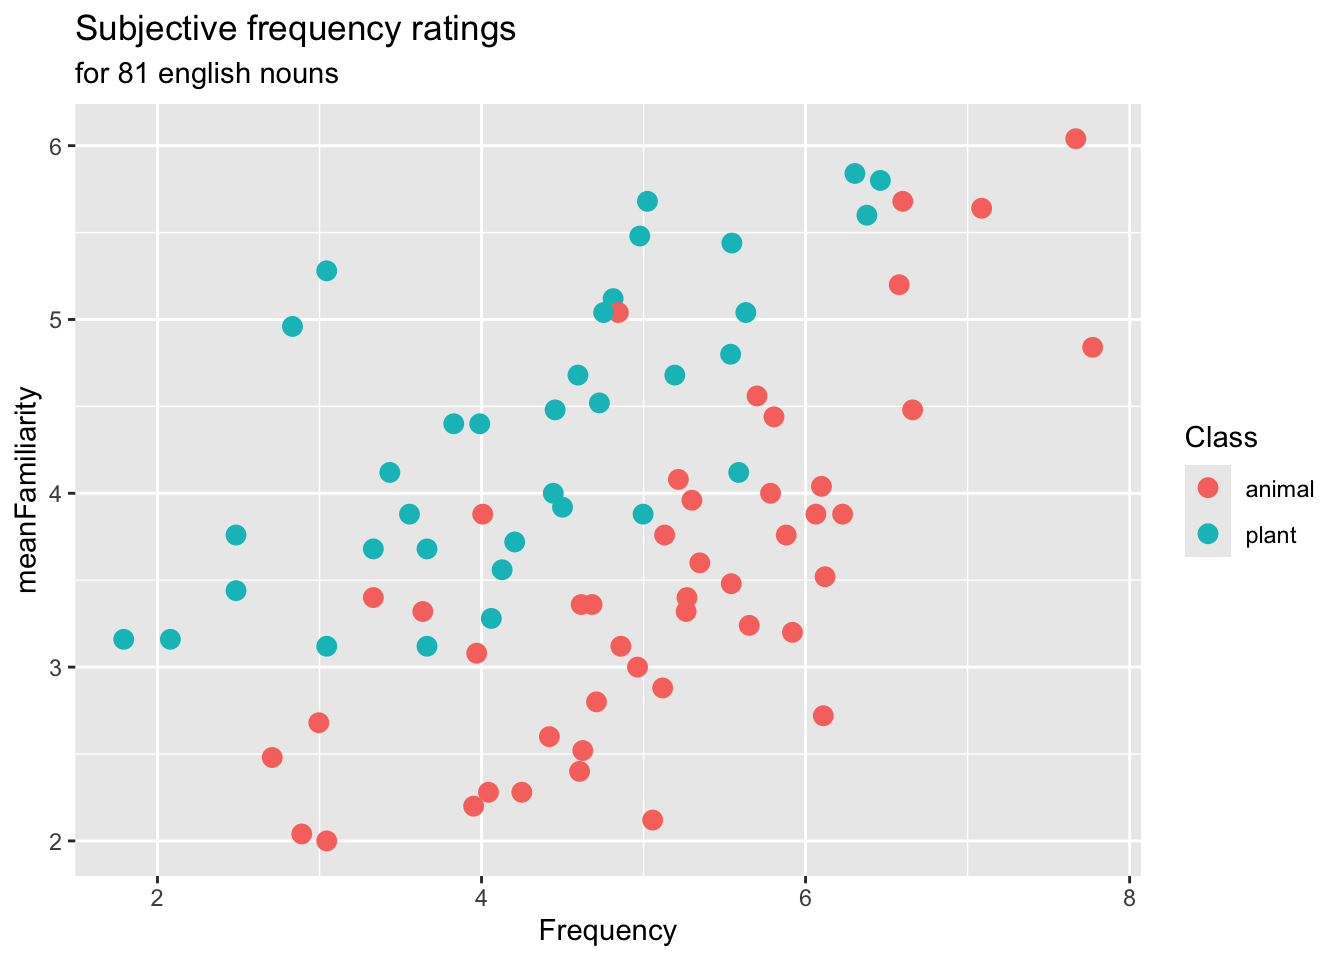 Subjective frequency ratings
for 81 english nouns
6
5
4
3
2
meanFamiliarity
2 4 6 8
Frequency
Class
animal
plant